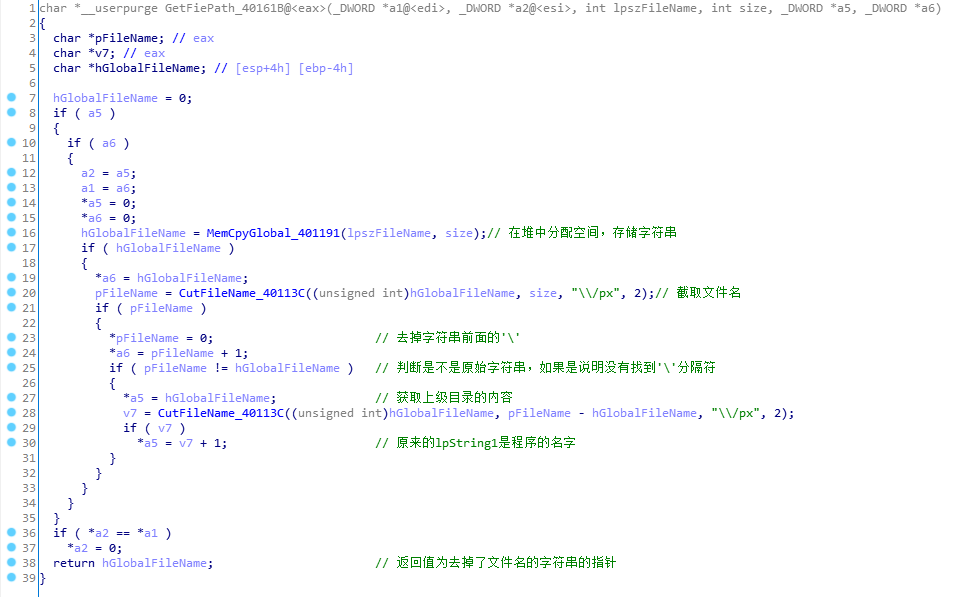 1 char *__userpurge GetFiePath_40161B@<eax>(_DWORD *a1@<edi>, _DWORD *a2@<esi>, int lpszFileName, int size, _DWORD *a5, _DWORD *a6)
2 {
3 char *pFileName; // eax
4 char *v7; // eax
5 char *hGlobalFileName; // [esp+4h] [ebp-4h]
6
7 hGlobalFileName = 0;
8 if ( a5 )
9 {
10 if ( a6 )
11 {
12 a2 = a5;
13 a1 = a6;
14 *a5 = 0;
15 *a6 = 0;
16 hGlobalFileName = MemCpyGlobal_401191(lpszFileName, size);// 在堆中分配空间，存储字符串
17 if ( hGlobalFileName )
18 {
19 *a6 = hGlobalFileName;
20 pFileName = CutFileName_40113C((unsigned int)hGlobalFileName, size, "\\/px", 2);// 截取文件名
21 if ( pFileName )
22 {
23 *pFileName = 0; // 去掉字符串前面的'\'
24 *a6 = pFileName + 1;
25 if ( pFileName != hGlobalFileName ) // 判断是不是原始字符串，如果是说明没有找到'\'分隔符
26 {
27 *a5 = hGlobalFileName; // 获取上级目录的内容
28 v7 = CutFileName_40113C((unsigned int)hGlobalFileName, pFileName - hGlobalFileName, "\\/px", 2);
29 if ( v7 )
30 *a5 = v7 + 1; // 原来的lpString1是程序的名字
31 }
32 }
33 }
34 }
35 }
36 if ( *a2 == *a1 )
37 *a2 = 0;
38 return hGlobalFileName; // 返回值为去掉了文件名的字符串的指针
39 }